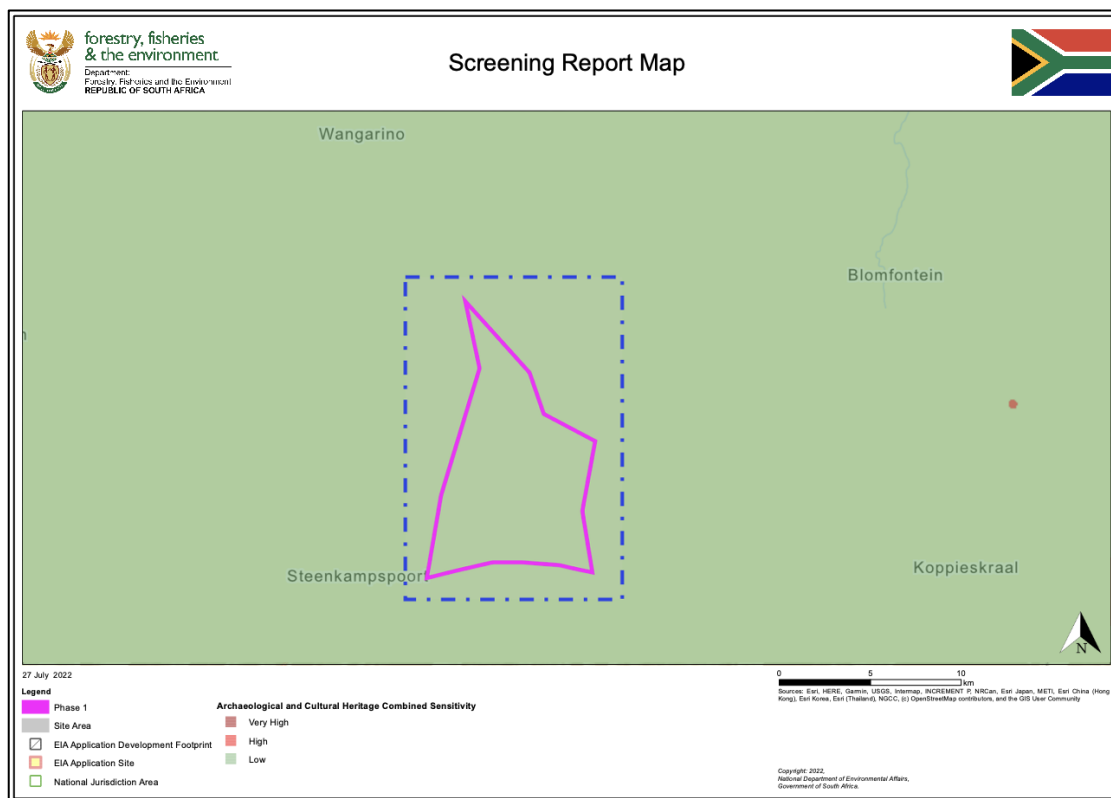 forestry, fisheries
& the environment
Department:
Forestry, Fisheries and the Environment
REPUBLIC OF SOUTH AFRICA
Screening Report Map
Wangarino
Blomfontein
Steenkampspoort
Koppieskraal
N
27 July 2022
Legend
Phase 1
Site Area
EIA Application Development Footprint
EIA Application Site
National Jurisdiction Area
Archaeological and Cultural Heritage Combined Sensitivity
Very High
High
Low
0 5 10
km
Sources: Esri, HERE, Garmin, USGS, Intermap, INCREMENT P, NRCan, Esri Japan, METI, Esri China (Hong
Kong), Esri Korea, Esri (Thailand), NGCC, (c) OpenStreetMap contributors, and the GIS User Community
Copyright: 2022,
National Department of Environmental Affairs,
Government of South Africa.